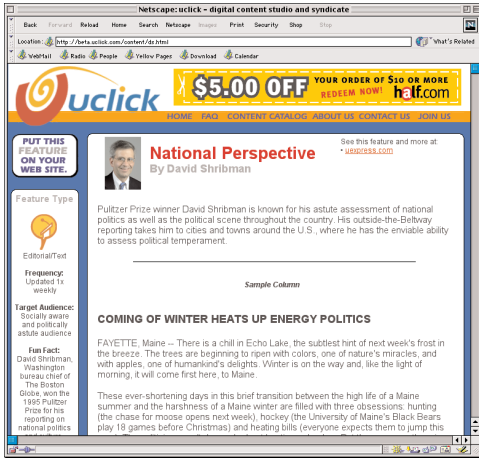 Netscape: uclick - digital content studio and syndicate
Back Forward Reload Home Search Netscape Images Print Security Shop Stop
Location: http://beta.uclick.com/content/dz.html What's Related
WebMail Radio People Yellow Pages Download Calendar
uclick
$5.00 OFF YOUR ORDER OF $10 OR MORE
REDEEM NOW! half.com
HOME FAQ CONTENT CATALOG ABOUT US CONTACT US JOIN US
PUT THIS
FEATURE
ON YOUR
WEB SITE.
National Perspective
By David Shribman
See this feature and more at:
• uexpress.com
Feature Type
Editorial/Text
Frequency:
Updated 1x
weekly
Target Audience:
Socially aware
and politically
astute audience
Fun Fact:
David Shribman,
Washington
bureau chief of
The Boston
Globe, won the
1995 Pulitzer
Prize for his
reporting on
national politics
Pulitzer Prize winner David Shribman is known for his astute assessment of national
politics as well as the political scene throughout the country. His outside-the-Beltway
reporting takes him to cities and towns around the U.S., where he has the enviable ability
to assess political temperament.
Sample Column
COMING OF WINTER HEATS UP ENERGY POLITICS
FAYETTE, Maine -- There is a chill in Echo Lake, the subtlest hint of next week's frost in
the breeze. The trees are beginning to ripen with colors, one of nature's miracles, and
with apples, one of humankind's delights. Winter is on the way and, like the light of
morning, it will come first here, to Maine.
These ever-shortening days in this brief transition between the high life of a Maine
summer and the harshness of a Maine winter are filled with three obsessions: hunting
(the chase for moose opens next week), hockey (the University of Maine's Black Bears
play 18 games before Christmas) and heating bills (everyone expects them to jump this